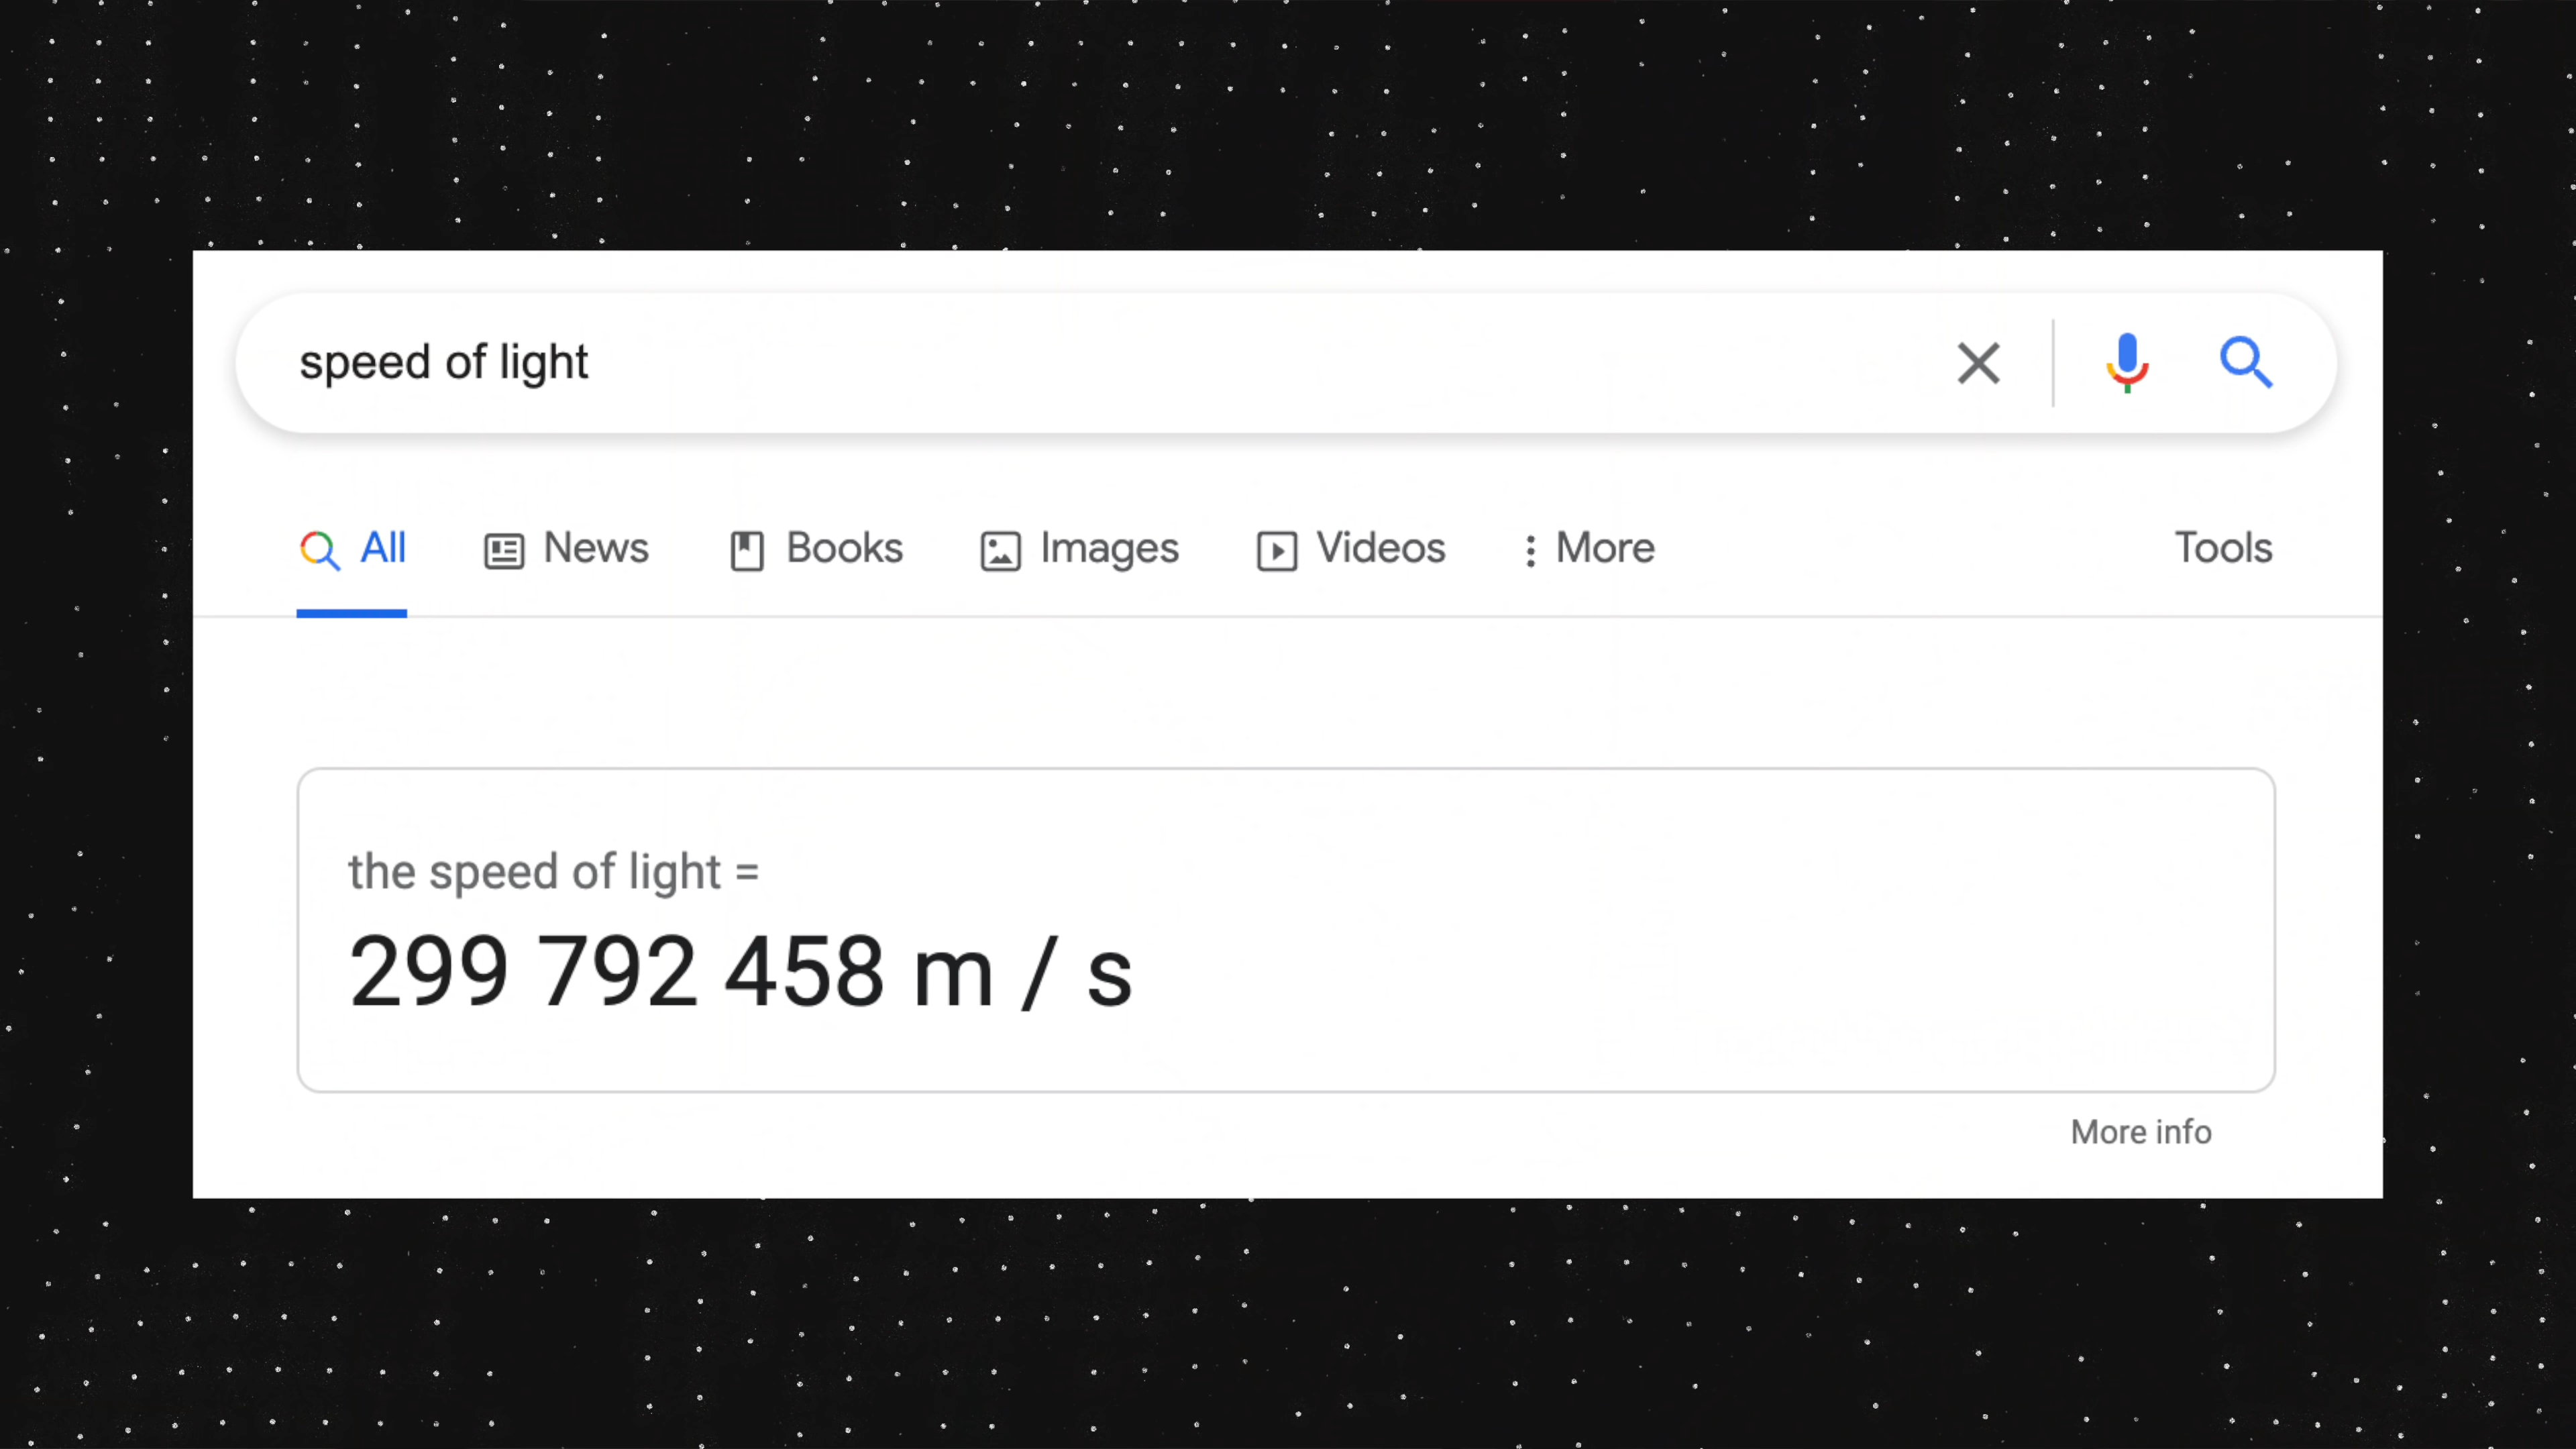 speed of light
All News Books Images Videos More Tools
the speed of light =
299 792 458 m / s
More info